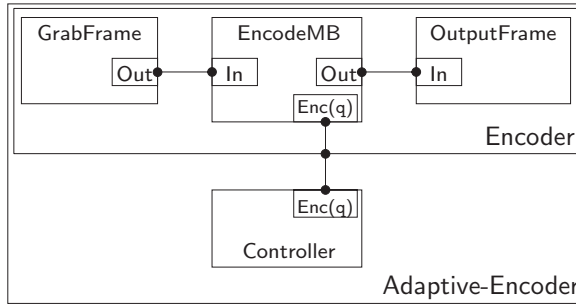 GrabFrame
EncodeMB
OutputFrame
Out
In
Out
In
Enc(q)
Encoder
Enc(q)
Controller
Adaptive-Encoder